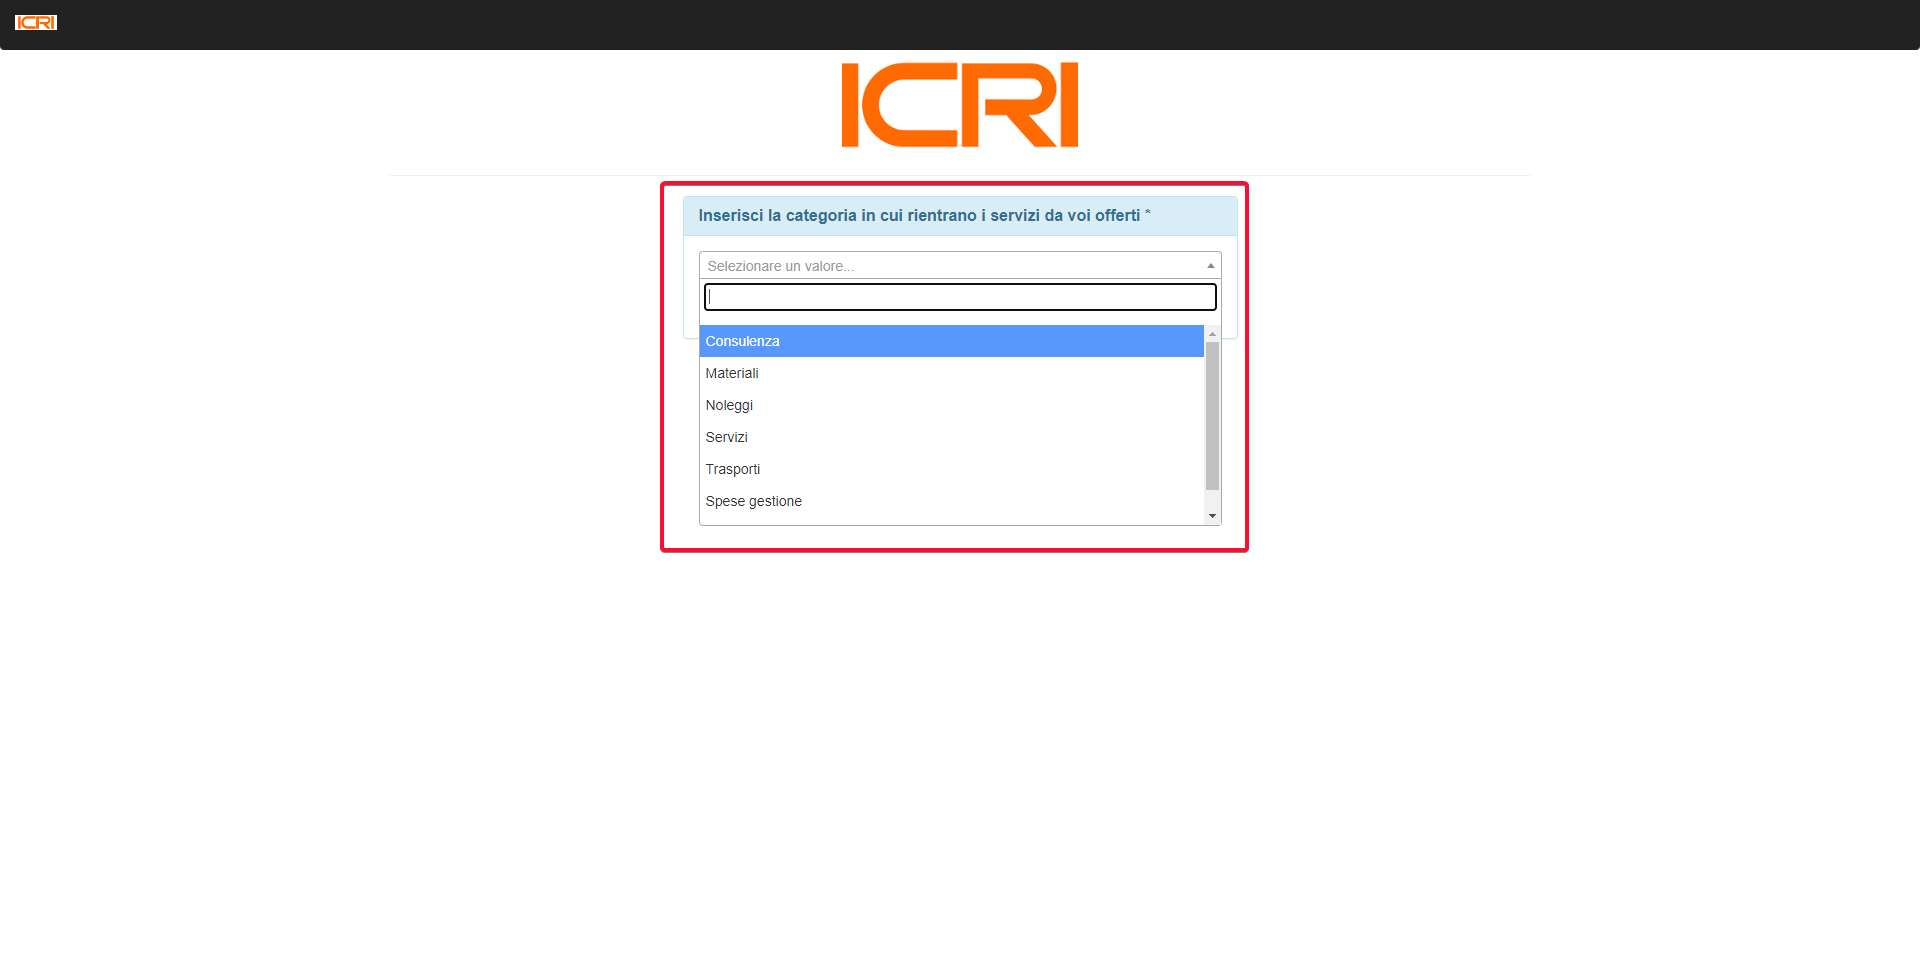 ICRI
ICRI
Inserisci la categoria in cui rientrano i servizi da voi offerti *
Selezionare un valore...
Consulenza
Materiali
Noleggi
Servizi
Trasporti
Spese gestione